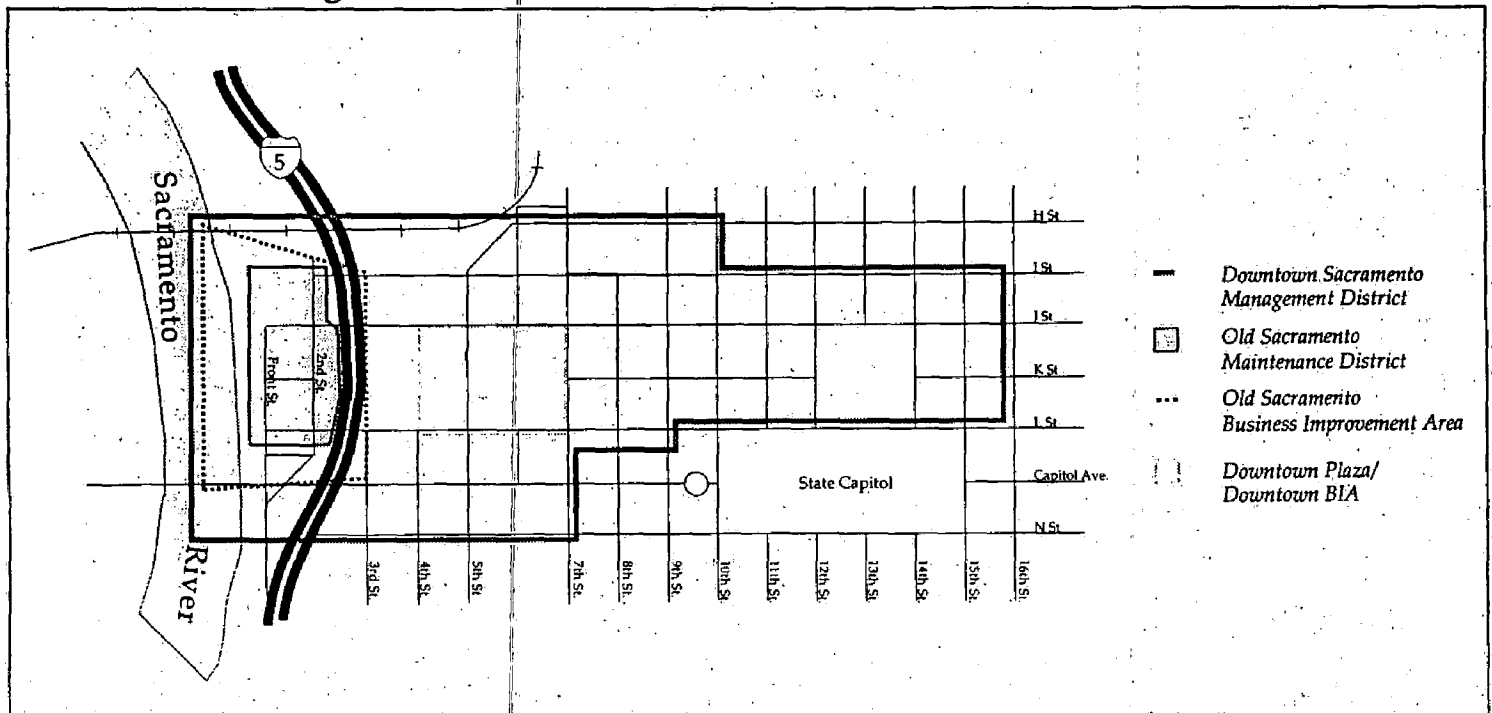 5
Sacramento
River
Front St.
2nd St.
H St
I St
J St
K St
L St
Capitol Ave.
N St
State Capitol
3rd St.
4th St.
5th St.
7th St.
8th St.
9th St.
10th St.
11th St.
12th St.
13th St.
14th St.
15th St.
16th St.
Downtown Sacramento
Management District
Old Sacramento
Maintenance District
Old Sacramento
Business Improvement Area
Downtown Plaza/
Downtown BIA